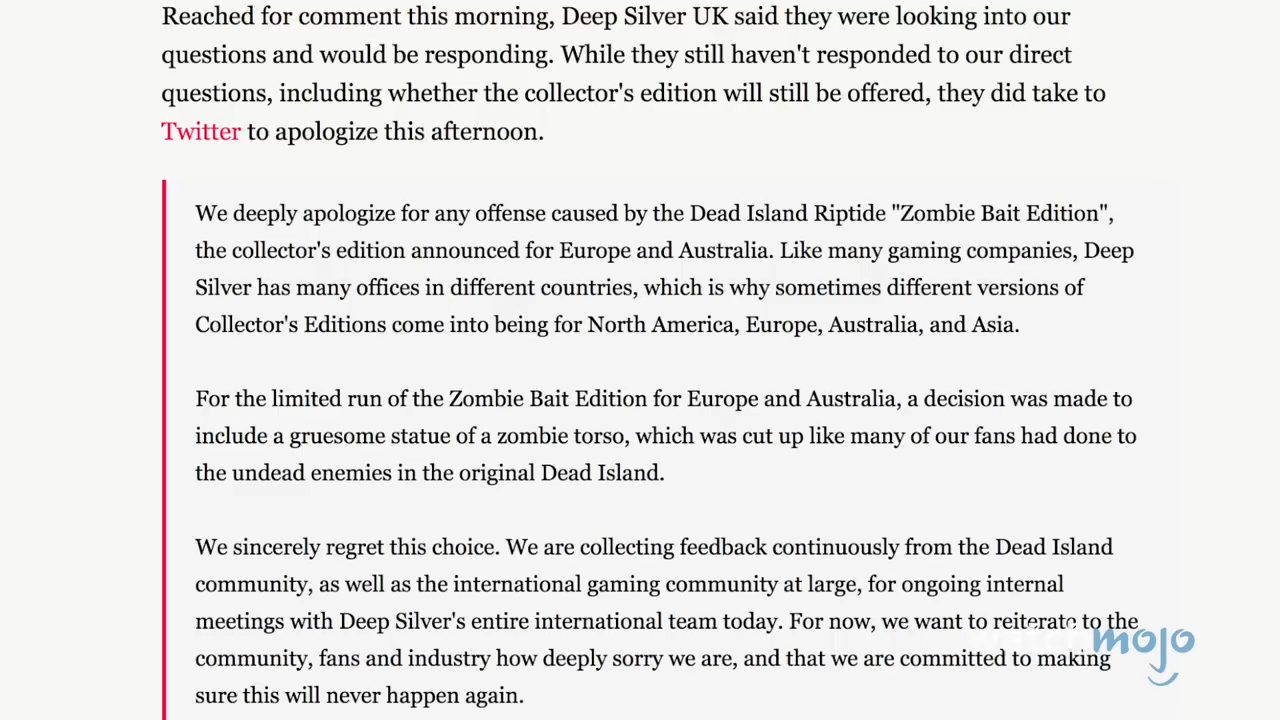 Reached for comment this morning, Deep Silver UK said they were looking into our
questions and would be responding. While they still haven't responded to our direct
questions, including whether the collector's edition will still be offered, they did take to
Twitter to apologize this afternoon.
We deeply apologize for any offense caused by the Dead Island Riptide "Zombie Bait Edition",
the collector's edition announced for Europe and Australia. Like many gaming companies, Deep
Silver has many offices in different countries, which is why sometimes different versions of
Collector's Editions come into being for North America, Europe, Australia, and Asia.
For the limited run of the Zombie Bait Edition for Europe and Australia, a decision was made to
include a gruesome statue of a zombie torso, which was cut up like many of our fans had done to
the undead enemies in the original Dead Island.
We sincerely regret this choice. We are collecting feedback continuously from the Dead Island
community, as well as the international gaming community at large, for ongoing internal
meetings with Deep Silver's entire international team today. For now, we want to reiterate to the
community, fans and industry how deeply sorry we are, and that we are committed to making
sure this will never happen again.
watchmojo